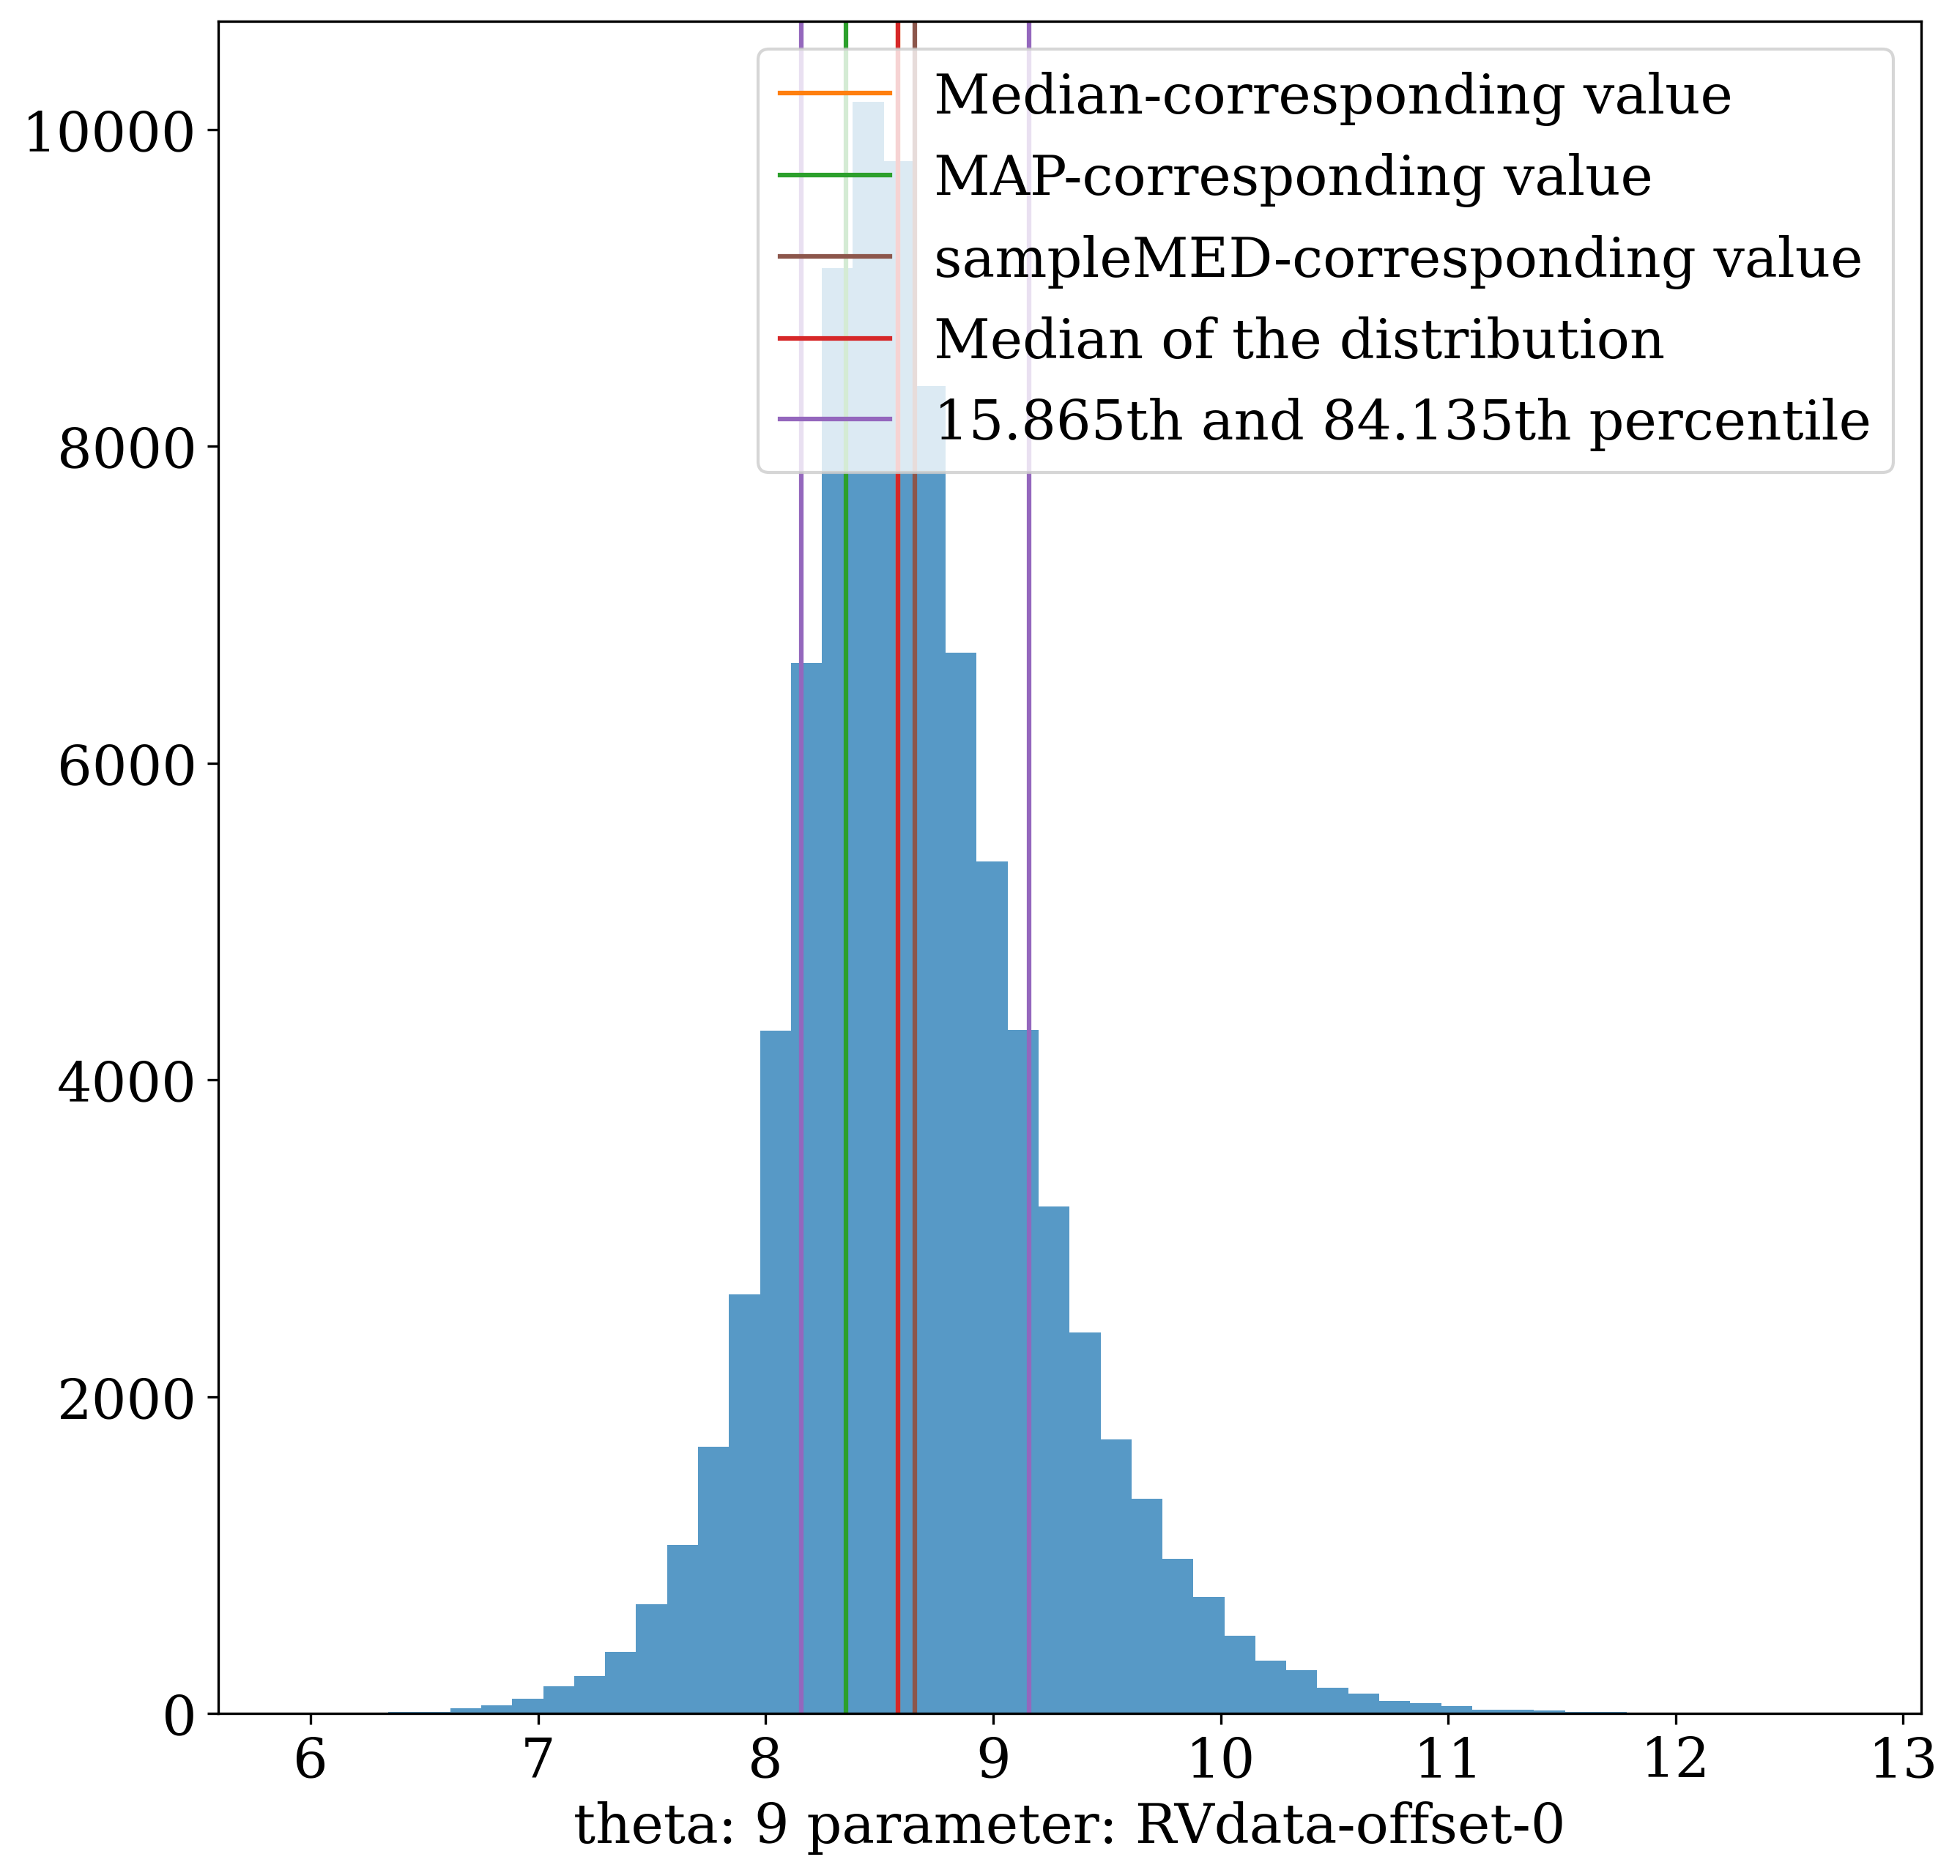 Median-corresponding value
MAP-corresponding value
sampleMED-corresponding value
Median of the distribution
15.865th and 84.135th percentile
10000
8000
6000
4000
2000
0
6 7 8 9 10 11 12 13
theta: 9 parameter: RVdata-offset-0